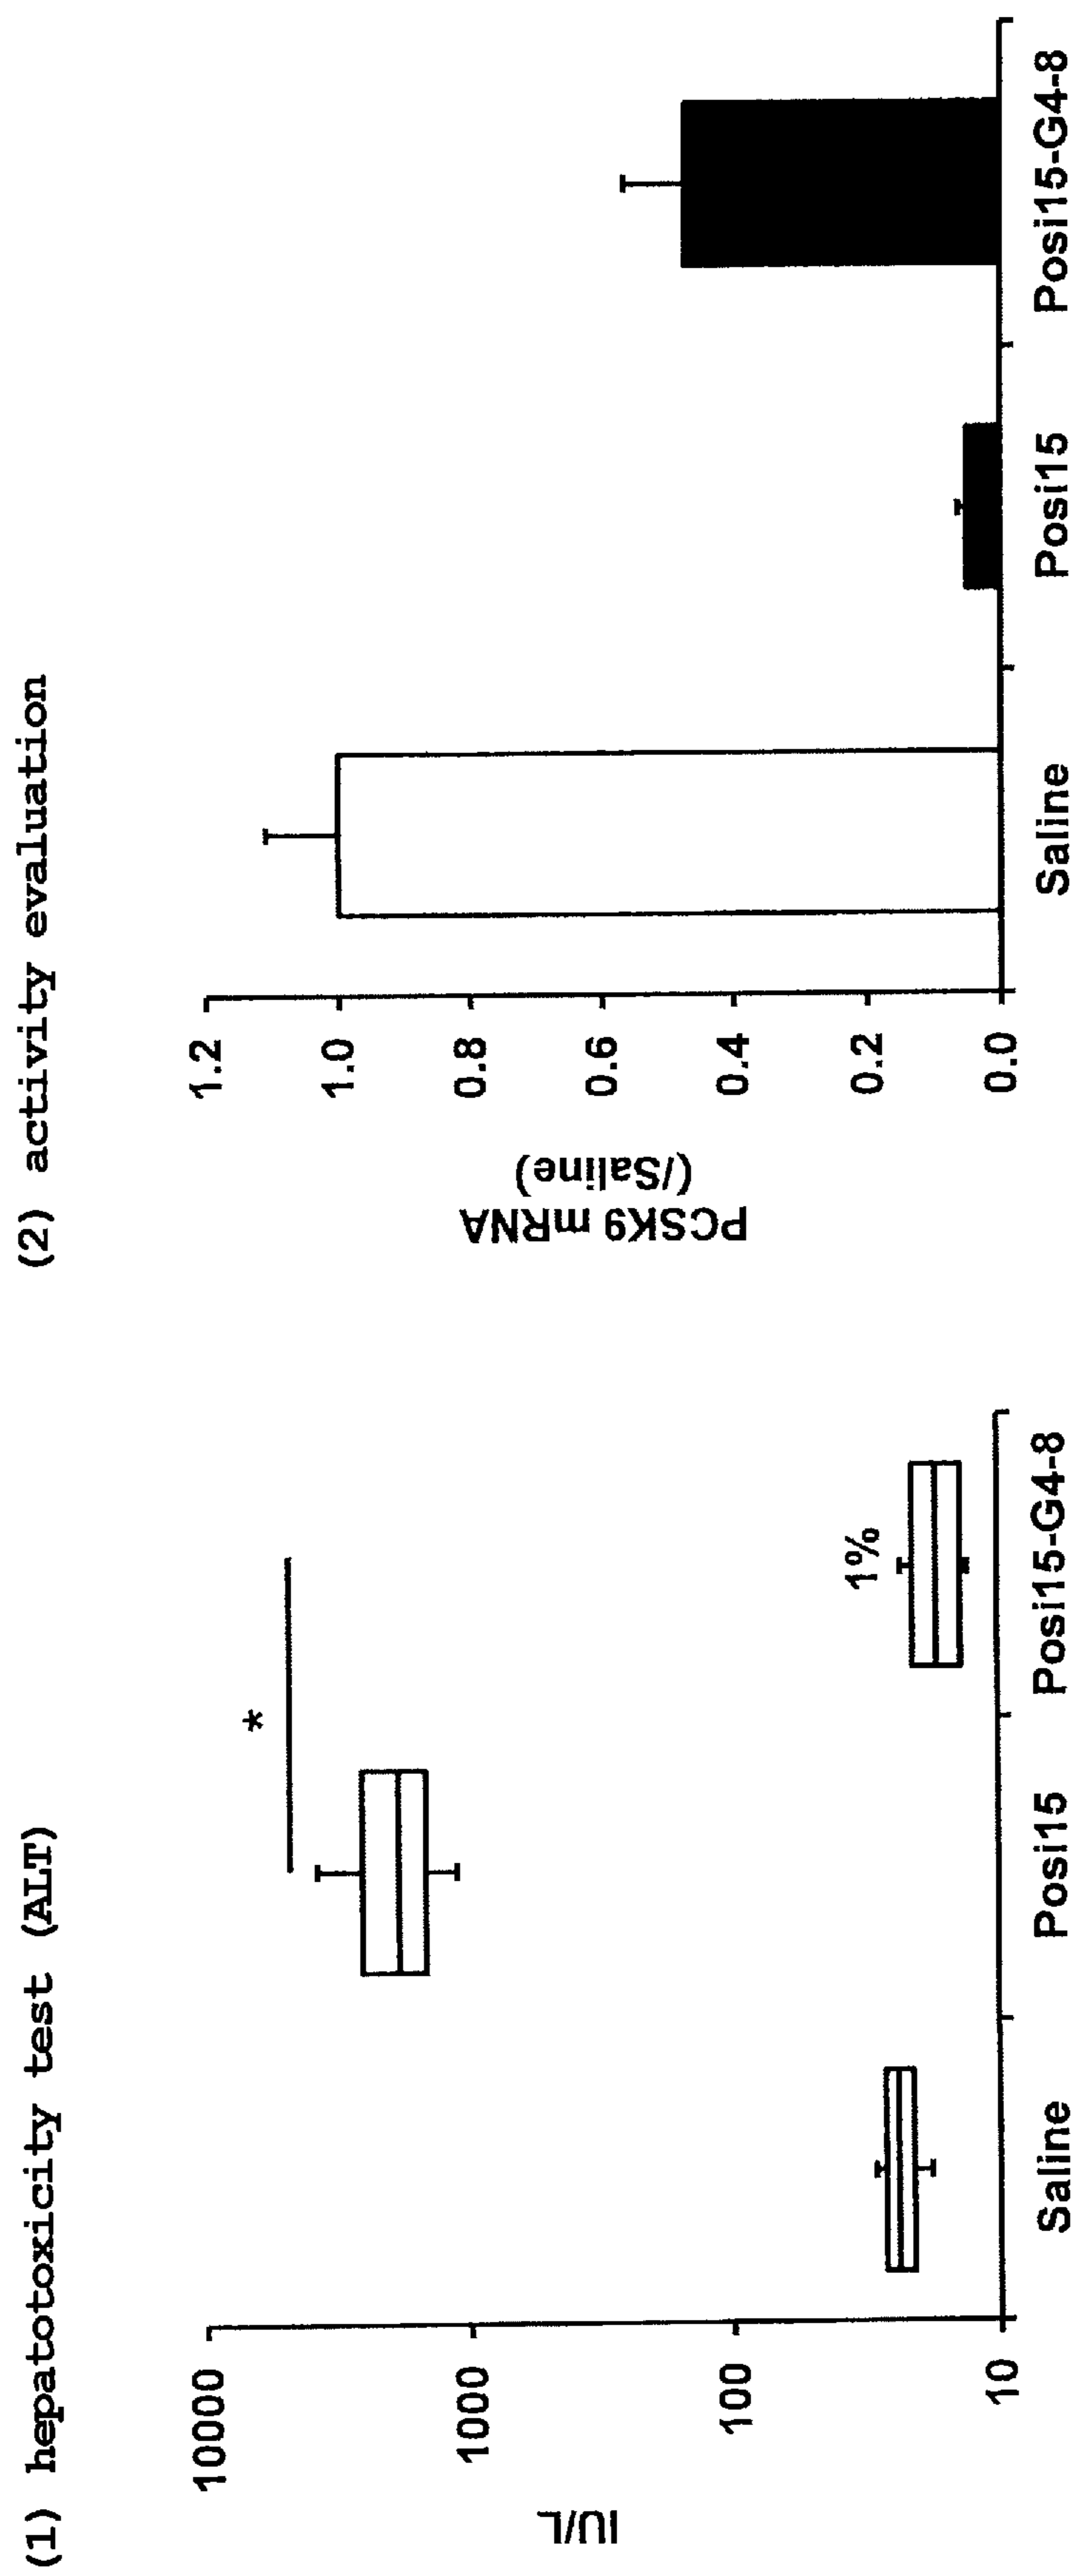 (1) hepatotoxicity test (ALT)
IU/L
10000
1000
100
10
*
1%
Saline
Posi15
Posi15-G4-8
(2) activity evaluation
PCSK9 mRNA
(/Saline)
1.2
1.0
0.8
0.6
0.4
0.2
0.0
Saline
Posi15
Posi15-G4-8